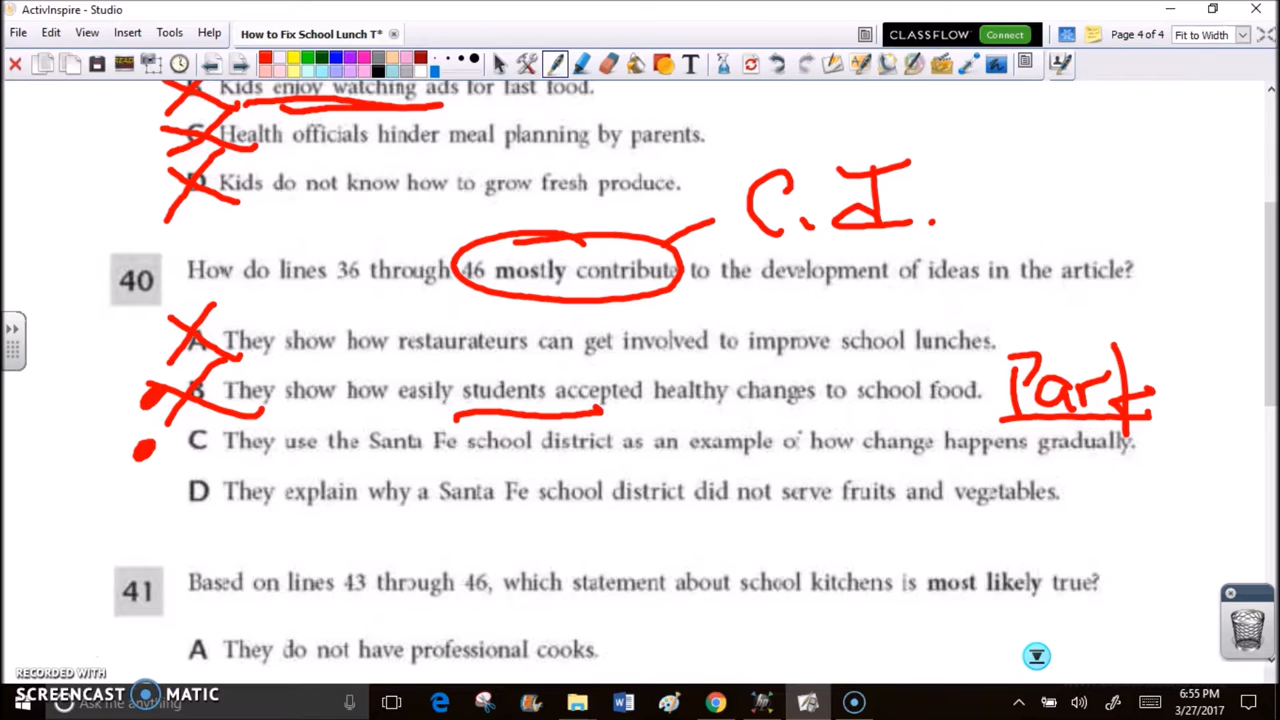 ActivInspire - Studio
File Edit View Insert Tools Help
How to Fix School Lunch T*
CLASSFLOW Connect
Page 4 of 4
Fit to Width
Kids enjoy watching ads for fast food.
C Health officials hinder meal planning by parents.
D Kids do not know how to grow fresh produce.
C.I.
40 How do lines 36 through 46 mostly contribute to the development of ideas in the article?
A They show how restaurateurs can get involved to improve school lunches.
B They show how easily students accepted healthy changes to school food.
Part
C They use the Santa Fe school district as an example of how change happens gradually.
D They explain why a Santa Fe school district did not serve fruits and vegetables.
41 Based on lines 43 through 46, which statement about school kitchens is most likely true?
A They do not have professional cooks.
RECORDED WITH
SCREENCAST MATIC
Ask me anything
6:55 PM
3/27/2017